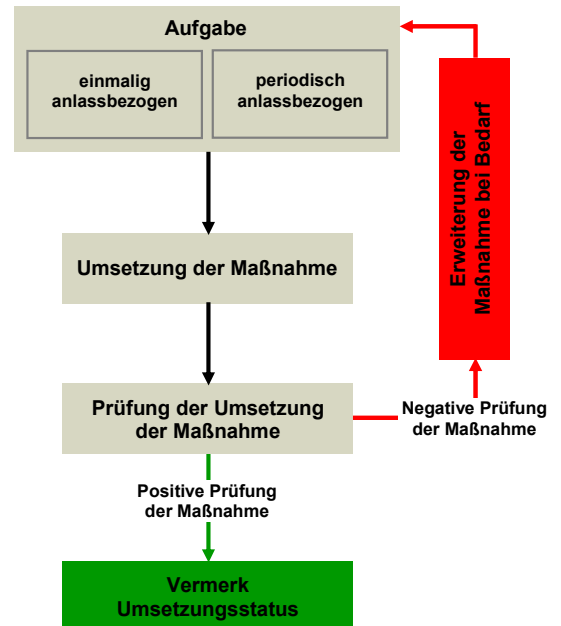 Aufgabe
einmalig
anlassbezogen
periodisch
anlassbezogen
Erweiterung der
Maßnahme bei Bedarf
Umsetzung der Maßnahme
Prüfung der Umsetzung
der Maßnahme
Negative Prüfung
der Maßnahme
Positive Prüfung
der Maßnahme
Vermerk
Umsetzungsstatus